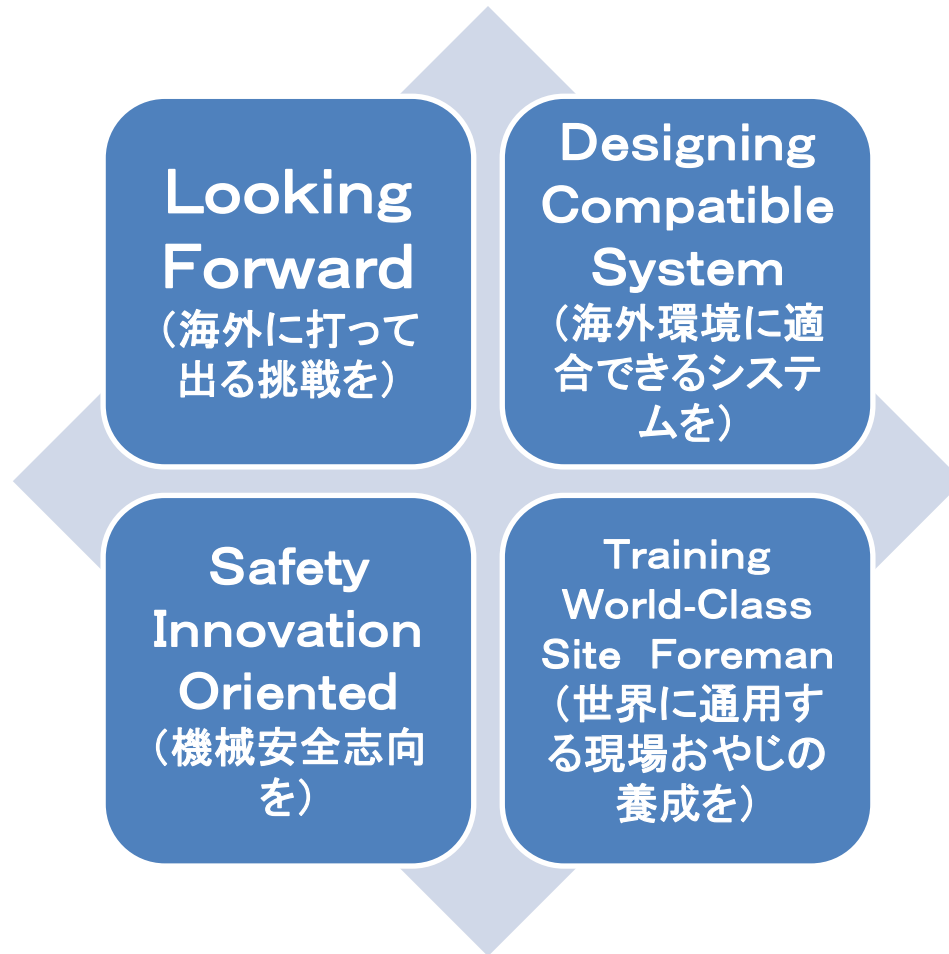 Looking
Forward
（海外に打って
出る挑戦を）
Designing
Compatible
System
（海外環境に適
合できるシステ
ムを）
Safety
Innovation
Oriented
（機械安全志向
を）
Training
World-Class
Site　Foreman
（世界に通用す
る現場おやじの
養成を）